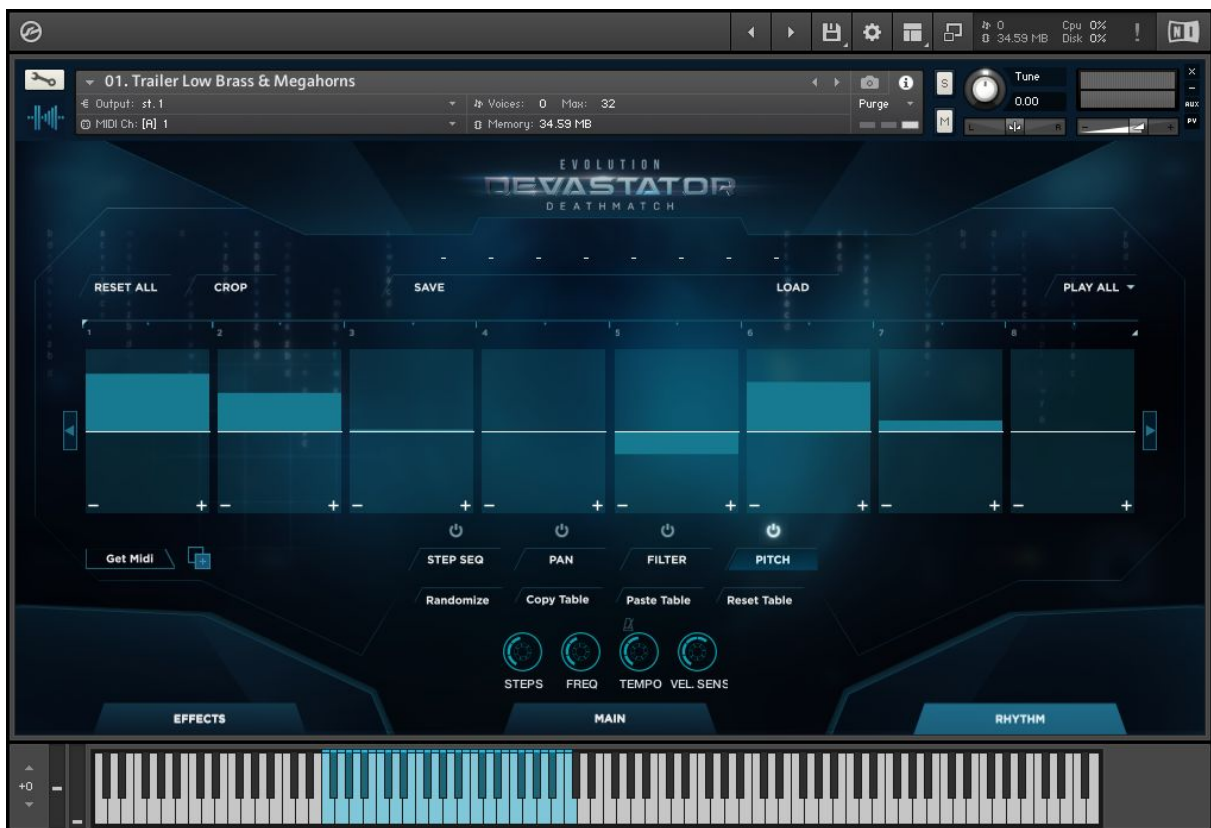 0 Cpu 0%
0 34.59 MB Disk 0% ! NI
01. Trailer Low Brass & Megahorns
i S Tune ×
Output: st. 1 Voices: 0 Max: 32 Purge 0.00 AUX
MIDI Ch: [A] 1 Memory: 34.59 MB M L R - + PV
EVOLUTION
DEVASTATOR
DEATHMATCH
- - - - - - - -
RESET ALL CROP SAVE LOAD PLAY ALL
1 2 3 4 5 6 7 8
- + - + - + - + - + - + - + - +
Get Midi STEP SEQ PAN FILTER PITCH
Randomize Copy Table Paste Table Reset Table
STEPS FREQ TEMPO VEL. SENS
EFFECTS MAIN RHYTHM
+0